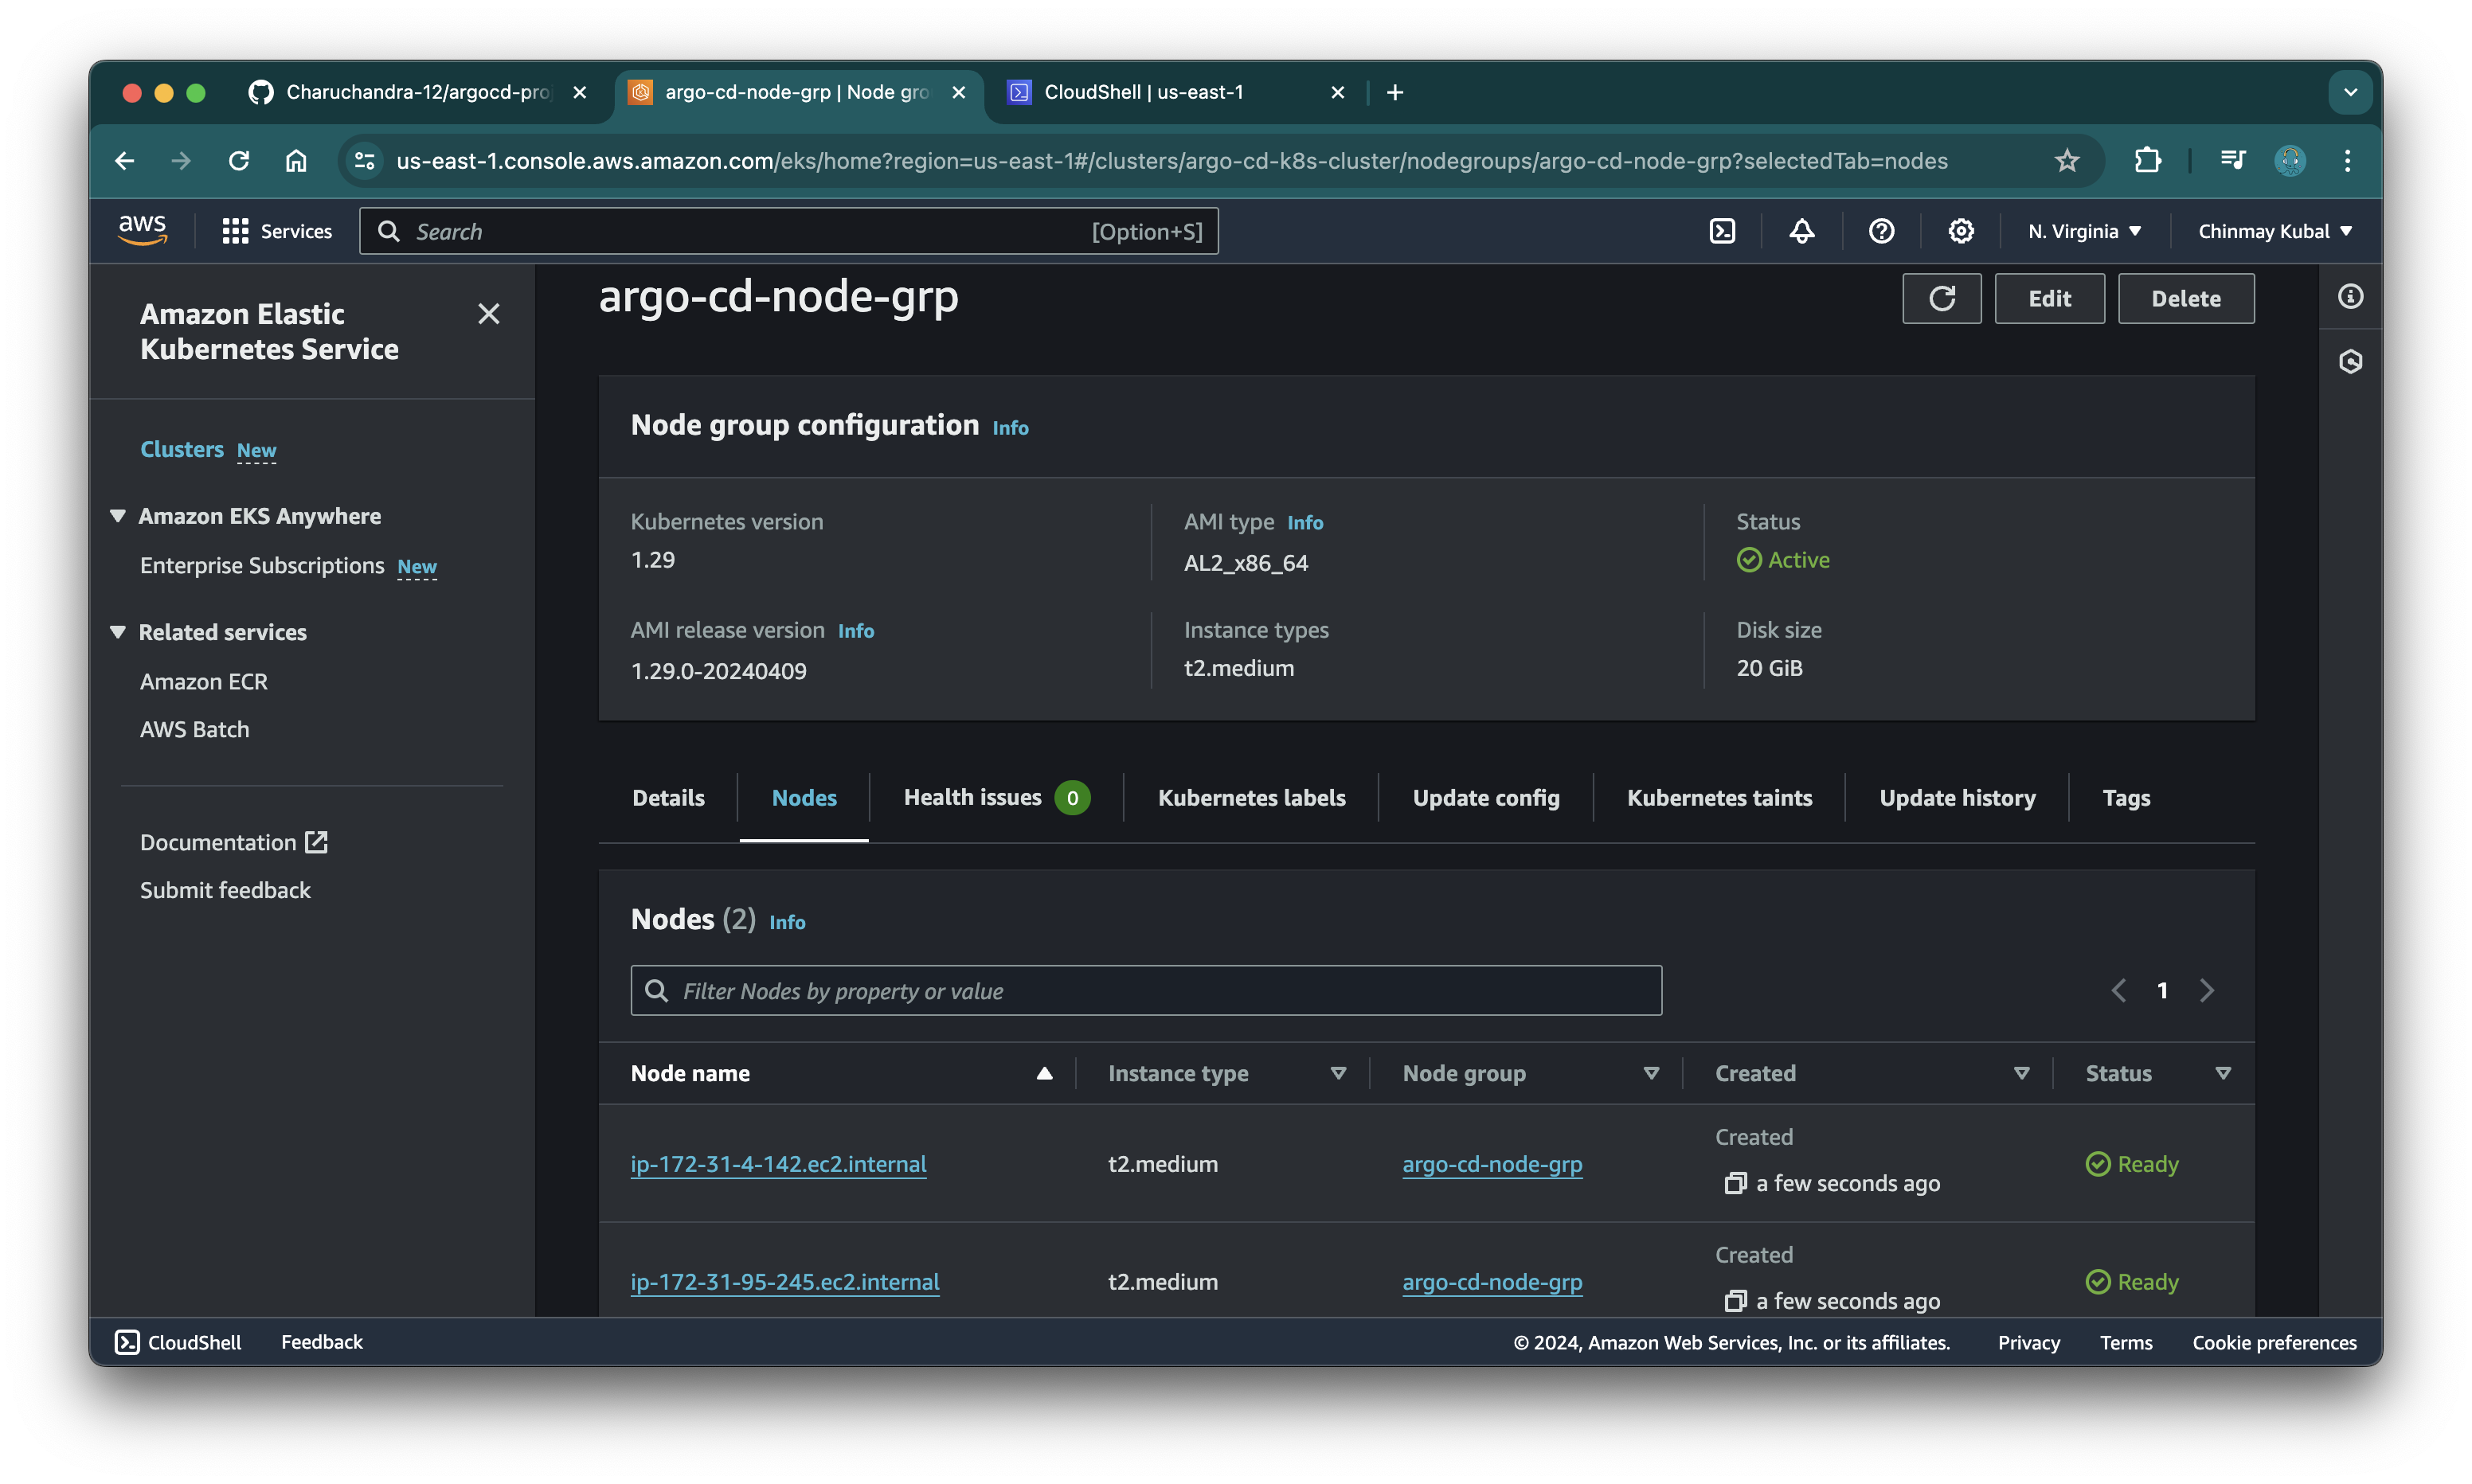 Charuchandra-12/argocd-pro
argo-cd-node-grp | Node gro
CloudShell | us-east-1
us-east-1.console.aws.amazon.com/eks/home?region=us-east-1#/clusters/argo-cd-k8s-cluster/nodegroups/argo-cd-node-grp?selectedTab=nodes
aws
Services
Search
[Option+S]
N. Virginia
Chinmay Kubal
Amazon Elastic
Kubernetes Service
Clusters New
Amazon EKS Anywhere
Enterprise Subscriptions New
Related services
Amazon ECR
AWS Batch
Documentation
Submit feedback
argo-cd-node-grp
Edit
Delete
Node group configuration Info
Kubernetes version
1.29
AMI type Info
AL2_x86_64
Status
Active
AMI release version Info
1.29.0-20240409
Instance types
t2.medium
Disk size
20 GiB
Details
Nodes
Health issues 0
Kubernetes labels
Update config
Kubernetes taints
Update history
Tags
Nodes (2) Info
Filter Nodes by property or value
1
Node name
Instance type
Node group
Created
Status
ip-172-31-4-142.ec2.internal
t2.medium
argo-cd-node-grp
Created
a few seconds ago
Ready
ip-172-31-95-245.ec2.internal
t2.medium
argo-cd-node-grp
Created
a few seconds ago
Ready
CloudShell
Feedback
© 2024, Amazon Web Services, Inc. or its affiliates.
Privacy
Terms
Cookie preferences